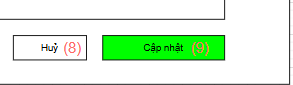 Huỷ (8) Cập nhật (9)